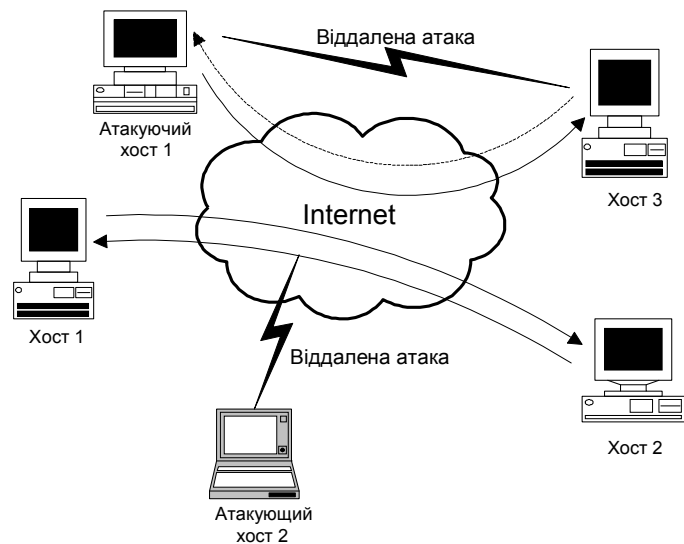 Віддалена атака
Атакуючий
хост 1
Хост 3
Internet
Хост 1
Віддалена атака
Хост 2
Атакующий
хост 2